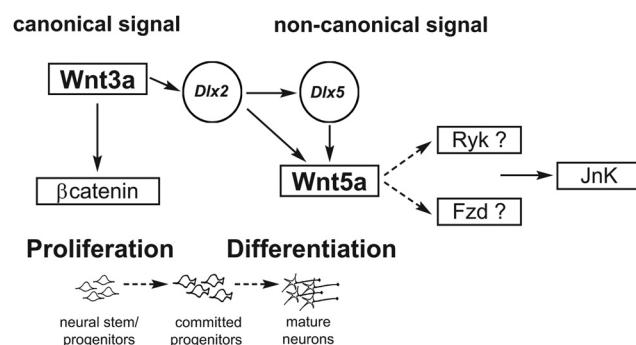 canonical signal
non-canonical signal
Wnt3a
Dlx2
Dlx5
Ryk ?
βcatenin
Wnt5a
JnK
Fzd ?
Proliferation
Differentiation
neural stem/
progenitors
committed
progenitors
mature
neurons